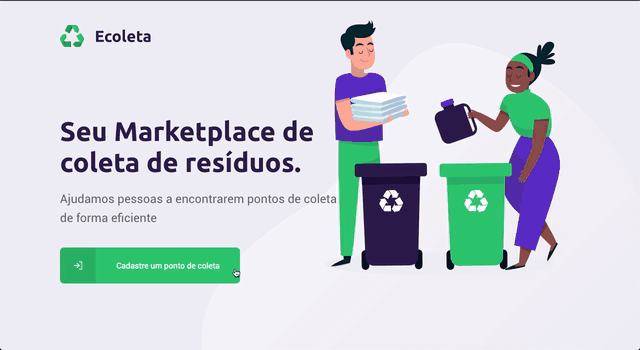 Ecoleta
Seu Marketplace de
coleta de resíduos.
Ajudamos pessoas a encontrarem pontos de coleta
de forma eficiente
Cadastre um ponto de coleta